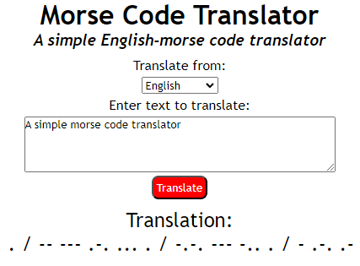 Morse Code Translator
A simple English-morse code translator
Translate from:
English
Enter text to translate:
A simple morse code translator
Translate
Translation:
. / -- --- .-. ... . / -.-. --- -.. . / - .-. .-